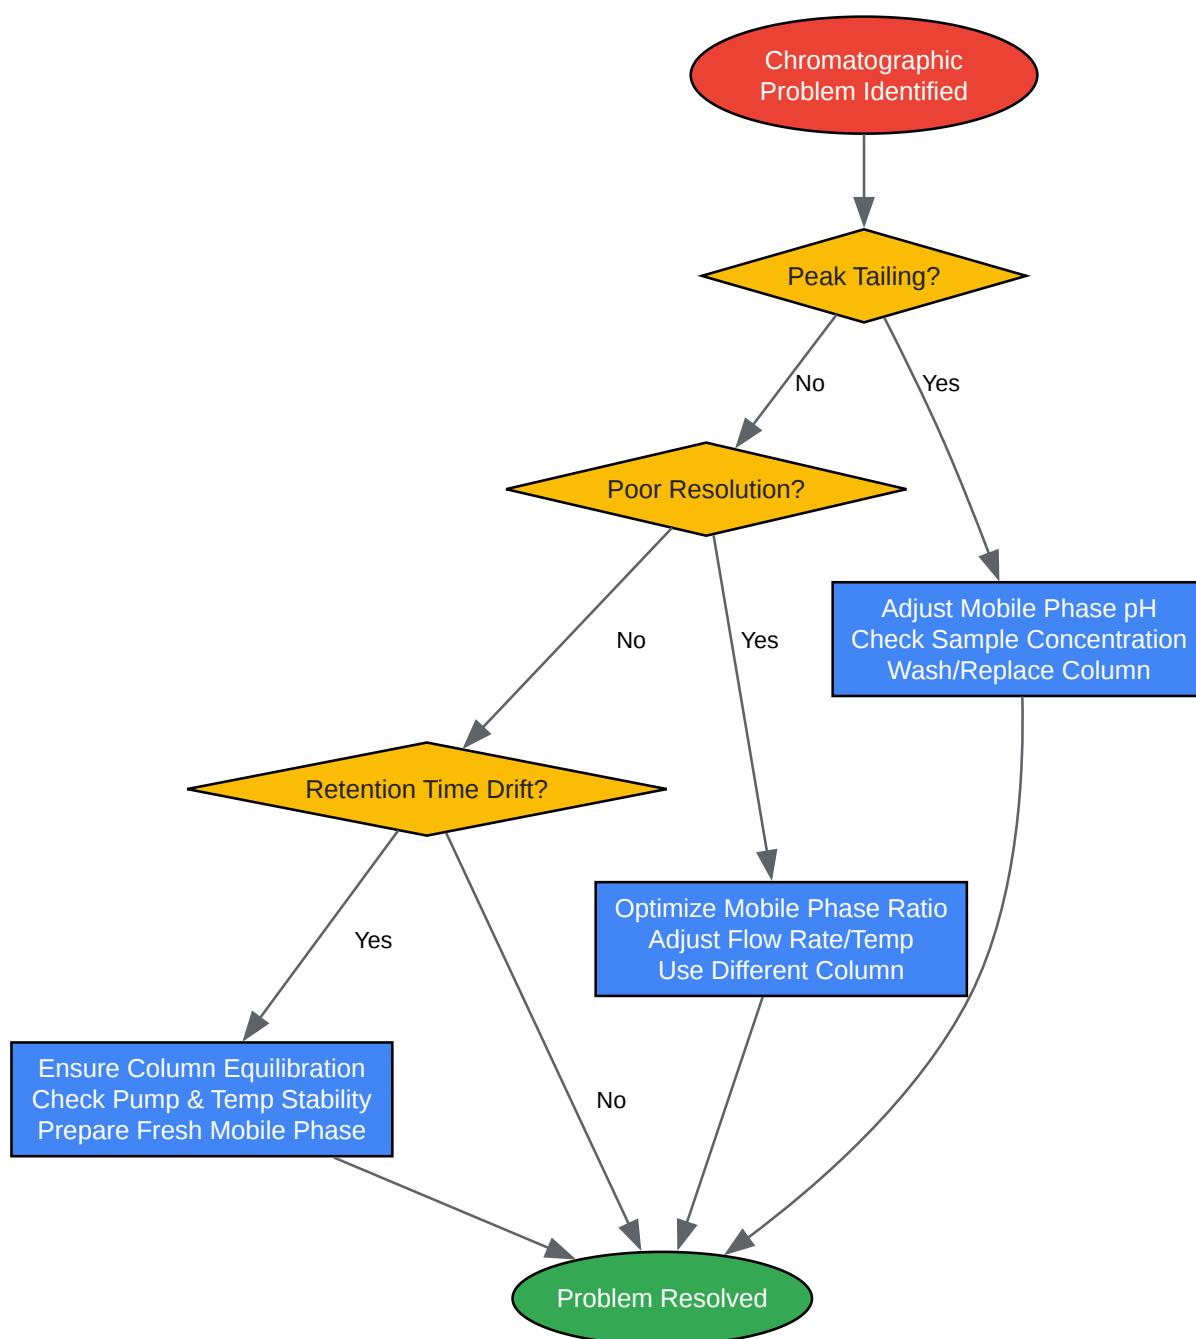 Chromatographic
Problem Identified
Peak Tailing?
No
Yes
Poor Resolution?
Adjust Mobile Phase pH
Check Sample Concentration
Wash/Replace Column
No
Yes
Retention Time Drift?
Optimize Mobile Phase Ratio
Adjust Flow Rate/Temp
Use Different Column
Yes
Ensure Column Equilibration
Check Pump & Temp Stability
Prepare Fresh Mobile Phase
No
Problem Resolved